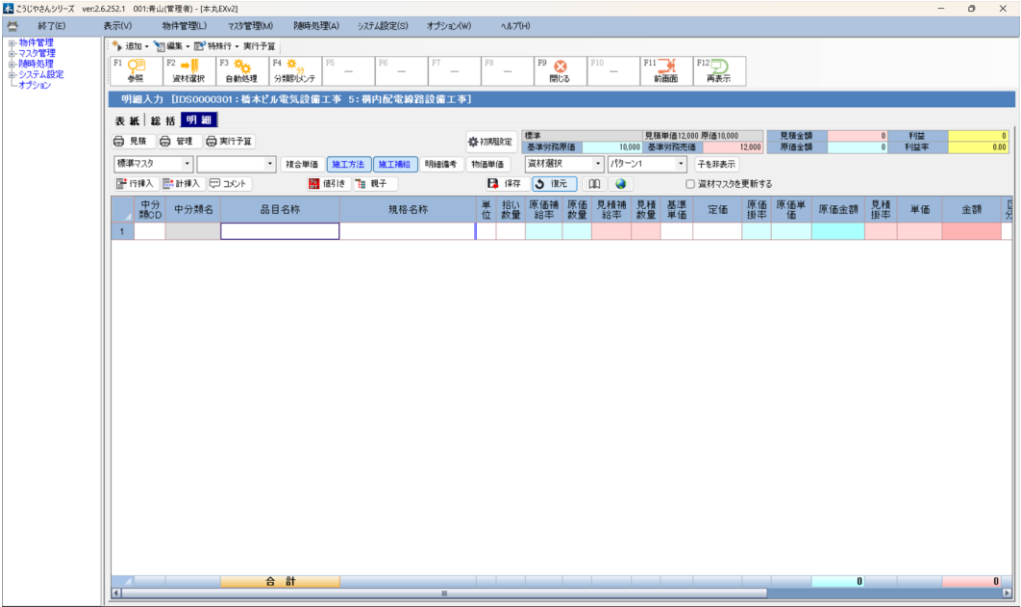 こうじやさんシリーズ ver:2.6.252.1 001:青山(管理者) - [本丸EXv2]
終了(E) 表示(V) 物件管理(L) マスタ管理(M) 随時処理(A) システム設定(S) オプション(W) ヘルプ(H)
物件管理
マスタ管理
随時処理
システム設定
オプション
追加 編集 特殊行 実行予算
F1 参照 F2 資材選択 F3 自動処理 F4 分類別メンテ F5 F6 F7 F8 F9 閉じる F10 F11 前画面 F12 再表示
明細入力 [IDS0000301:橋本ビル電気設備工事 5:構内配電線路設備工事]
表紙 総括 明細
見積 管理 実行予算 初期設定
標準 見積単価12,000 原価10,000 見積金額 0 利益 0
基準労務原価 10,000 基準労務売価 12,000 原価金額 0 利益率 0.00
標準マスタ 複合単価 施工方法 施工補給 明細備考 物価単価 資材選択 パターン1 子を非表示
行挿入 計挿入 コメント 値引き 親子 保存 復元 資材マスタを更新する
中分類CD 中分類名 品目名称 規格名称 単位 拾い数量 原価補給率 原価数量 見積補給率 見積数量 基準単価 定価 原価掛率 原価単価 原価金額 見積掛率 単価 金額
1
合計 0 0